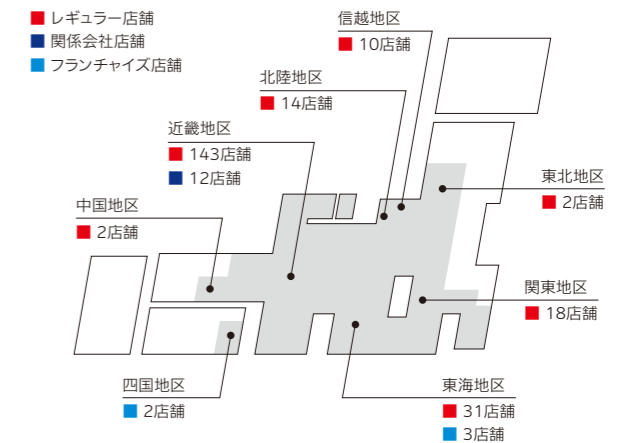 レギュラー店舗
関係会社店舗
フランチャイズ店舗
信越地区
10店舗
北陸地区
14店舗
近畿地区
143店舗
12店舗
東北地区
2店舗
中国地区
2店舗
関東地区
18店舗
四国地区
2店舗
東海地区
31店舗
3店舗